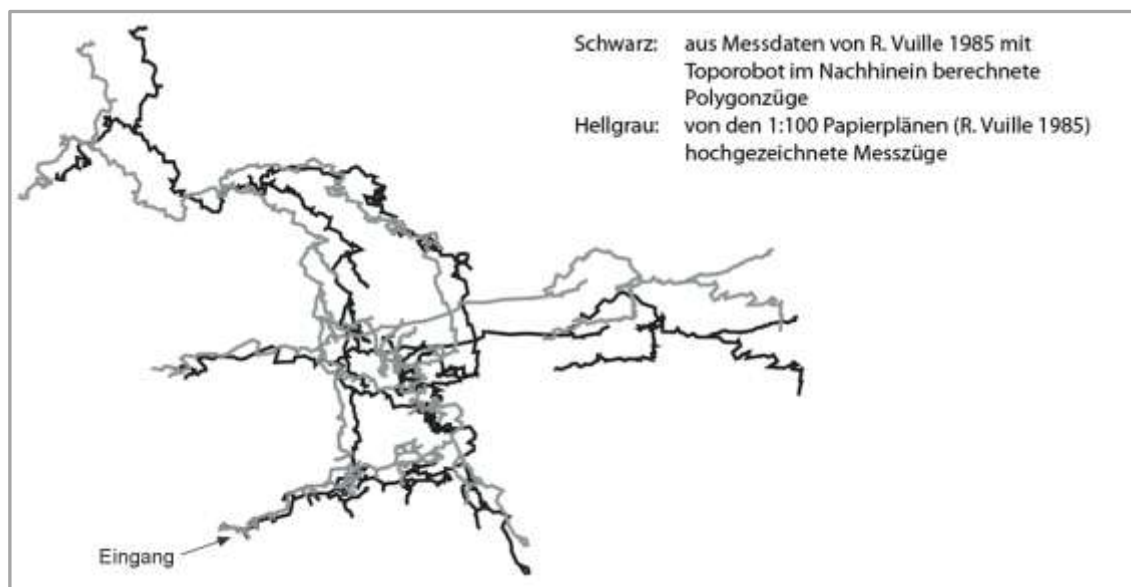 Schwarz: aus Messdaten von R. Vuille 1985 mit
Toporobot im Nachhinein berechnete
Polygonzüge
Hellgrau: von den 1:100 Papierplänen (R. Vuille 1985)
hochgezeichnete Messzüge
Eingang